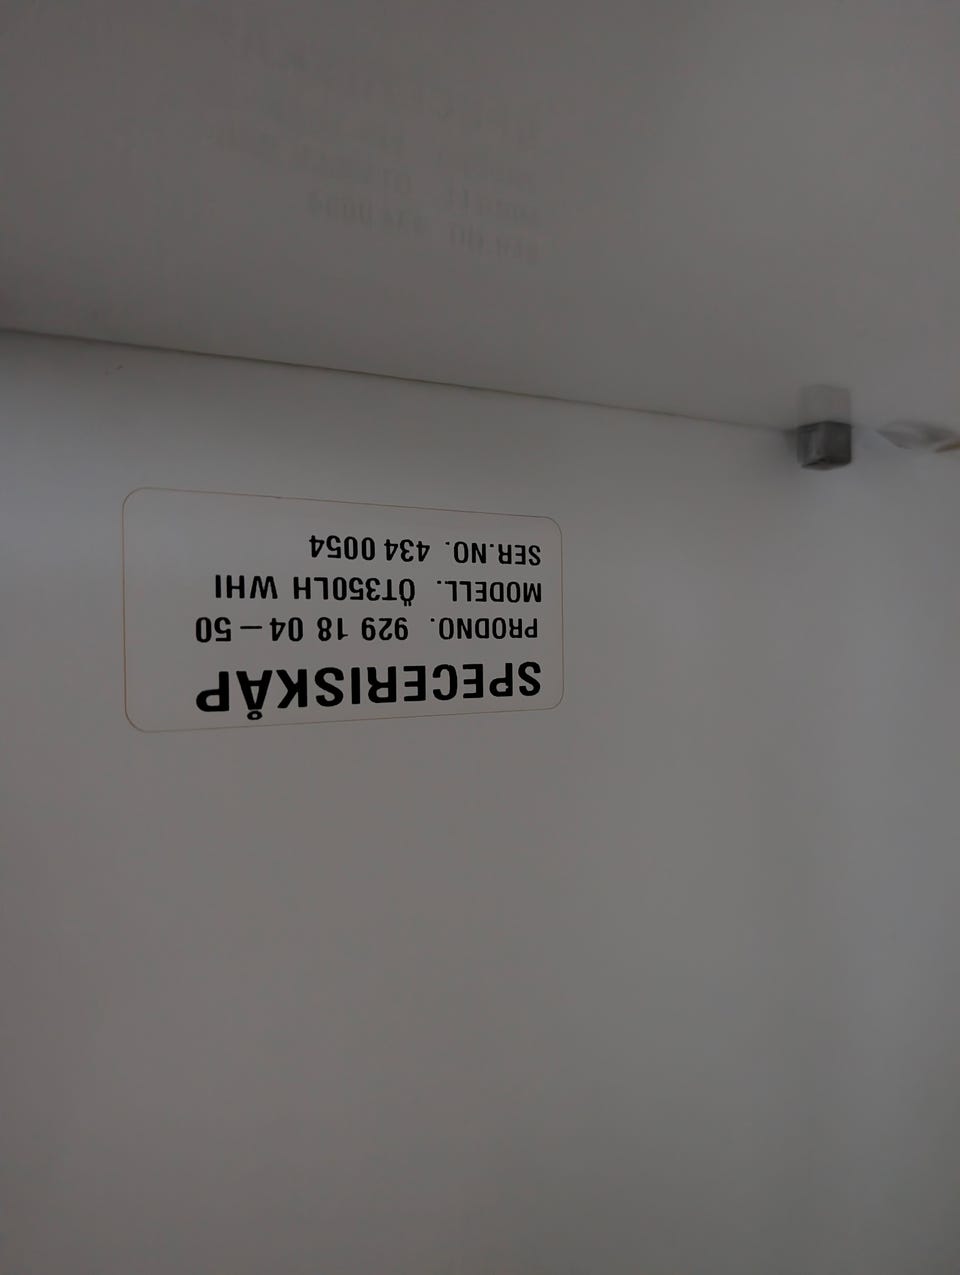 SPECERISKÅP
PRODNO. 929 18 04-50
MODELL. ÖT350LH WHI
SER.NO. 434 0054